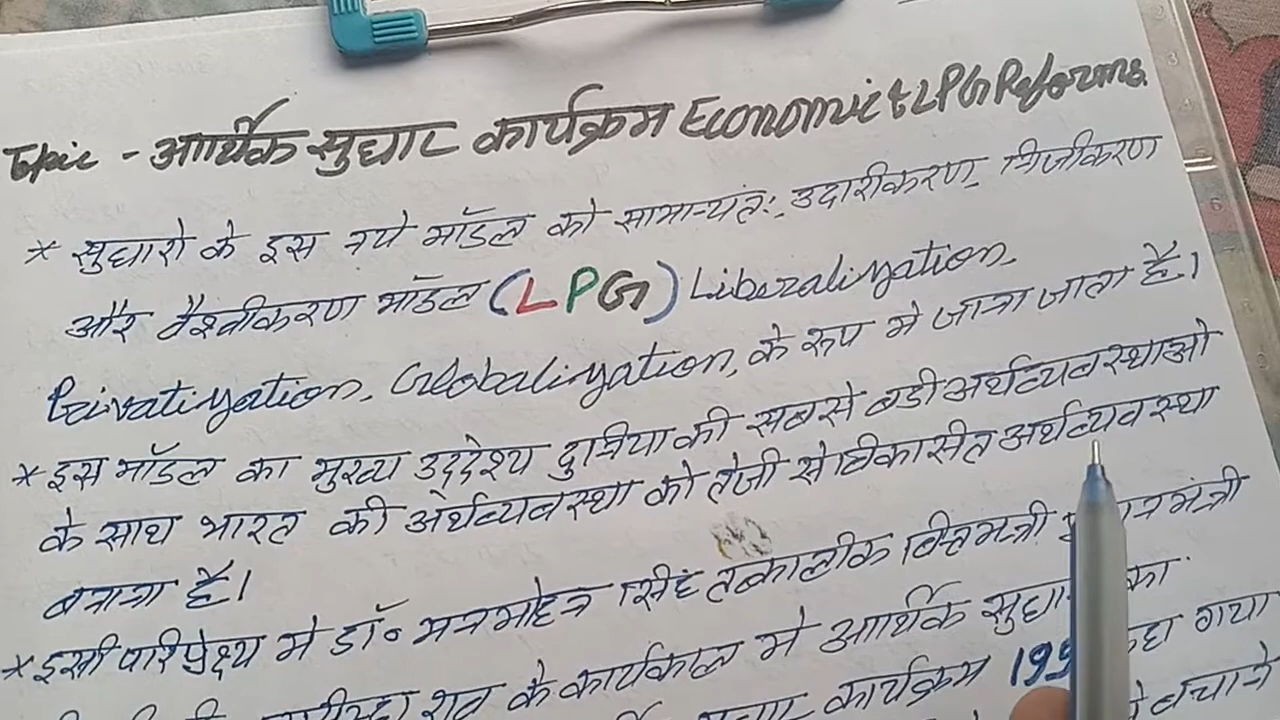 Topic - आर्थिक सुधार कार्यक्रम Economic & LPG Reforms.
* सुधारो के इस नये मॉडल को सामान्यतः उदारीकरण, निजीकरण
और वैश्वीकरण मॉडल (LPG) Liberalization,
Privatization, Globalization, के रूप मे जाना जाता है।
* इस मॉडल का मुख्य उद्देश्य दुनिया की सबसे बडी अर्थव्यवस्थाओ
के साथ भारत की अर्थव्यवस्था को तेजी से विकासीत अर्थव्यवस्था
बनाना है।
* इसी परिप्रेक्ष्य मे डॉ॰ मनमोहन सिंह तत्कालीक वित्तमंत्री
राव के कार्यकाल मे आर्थिक का
कार्यक्रम गया
बचाने